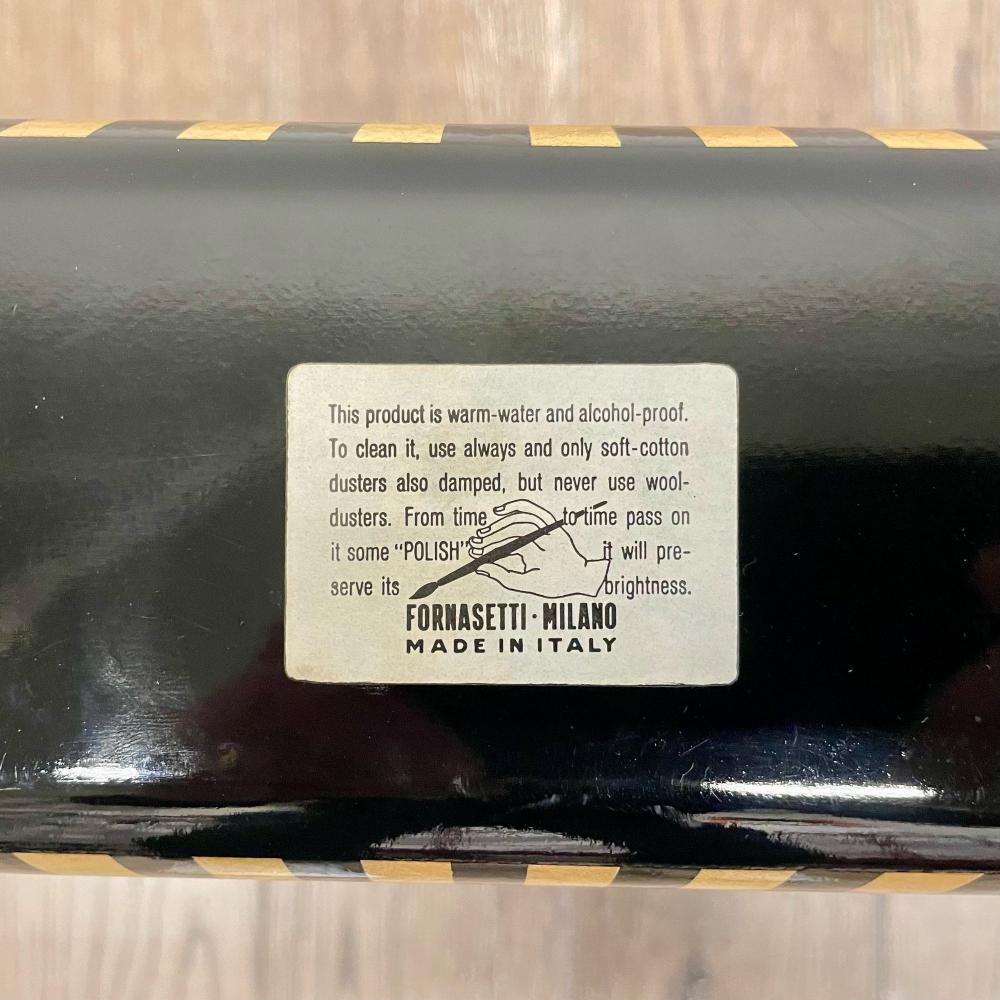 This product is warm-water and alcohol-proof.
To clean it, use always and only soft-cotton
dusters also damped, but never use wool-
dusters. From time to time pass on
it some "POLISH" it will pre-
serve its brightness.
FORNASETTI · MILANO
MADE IN ITALY